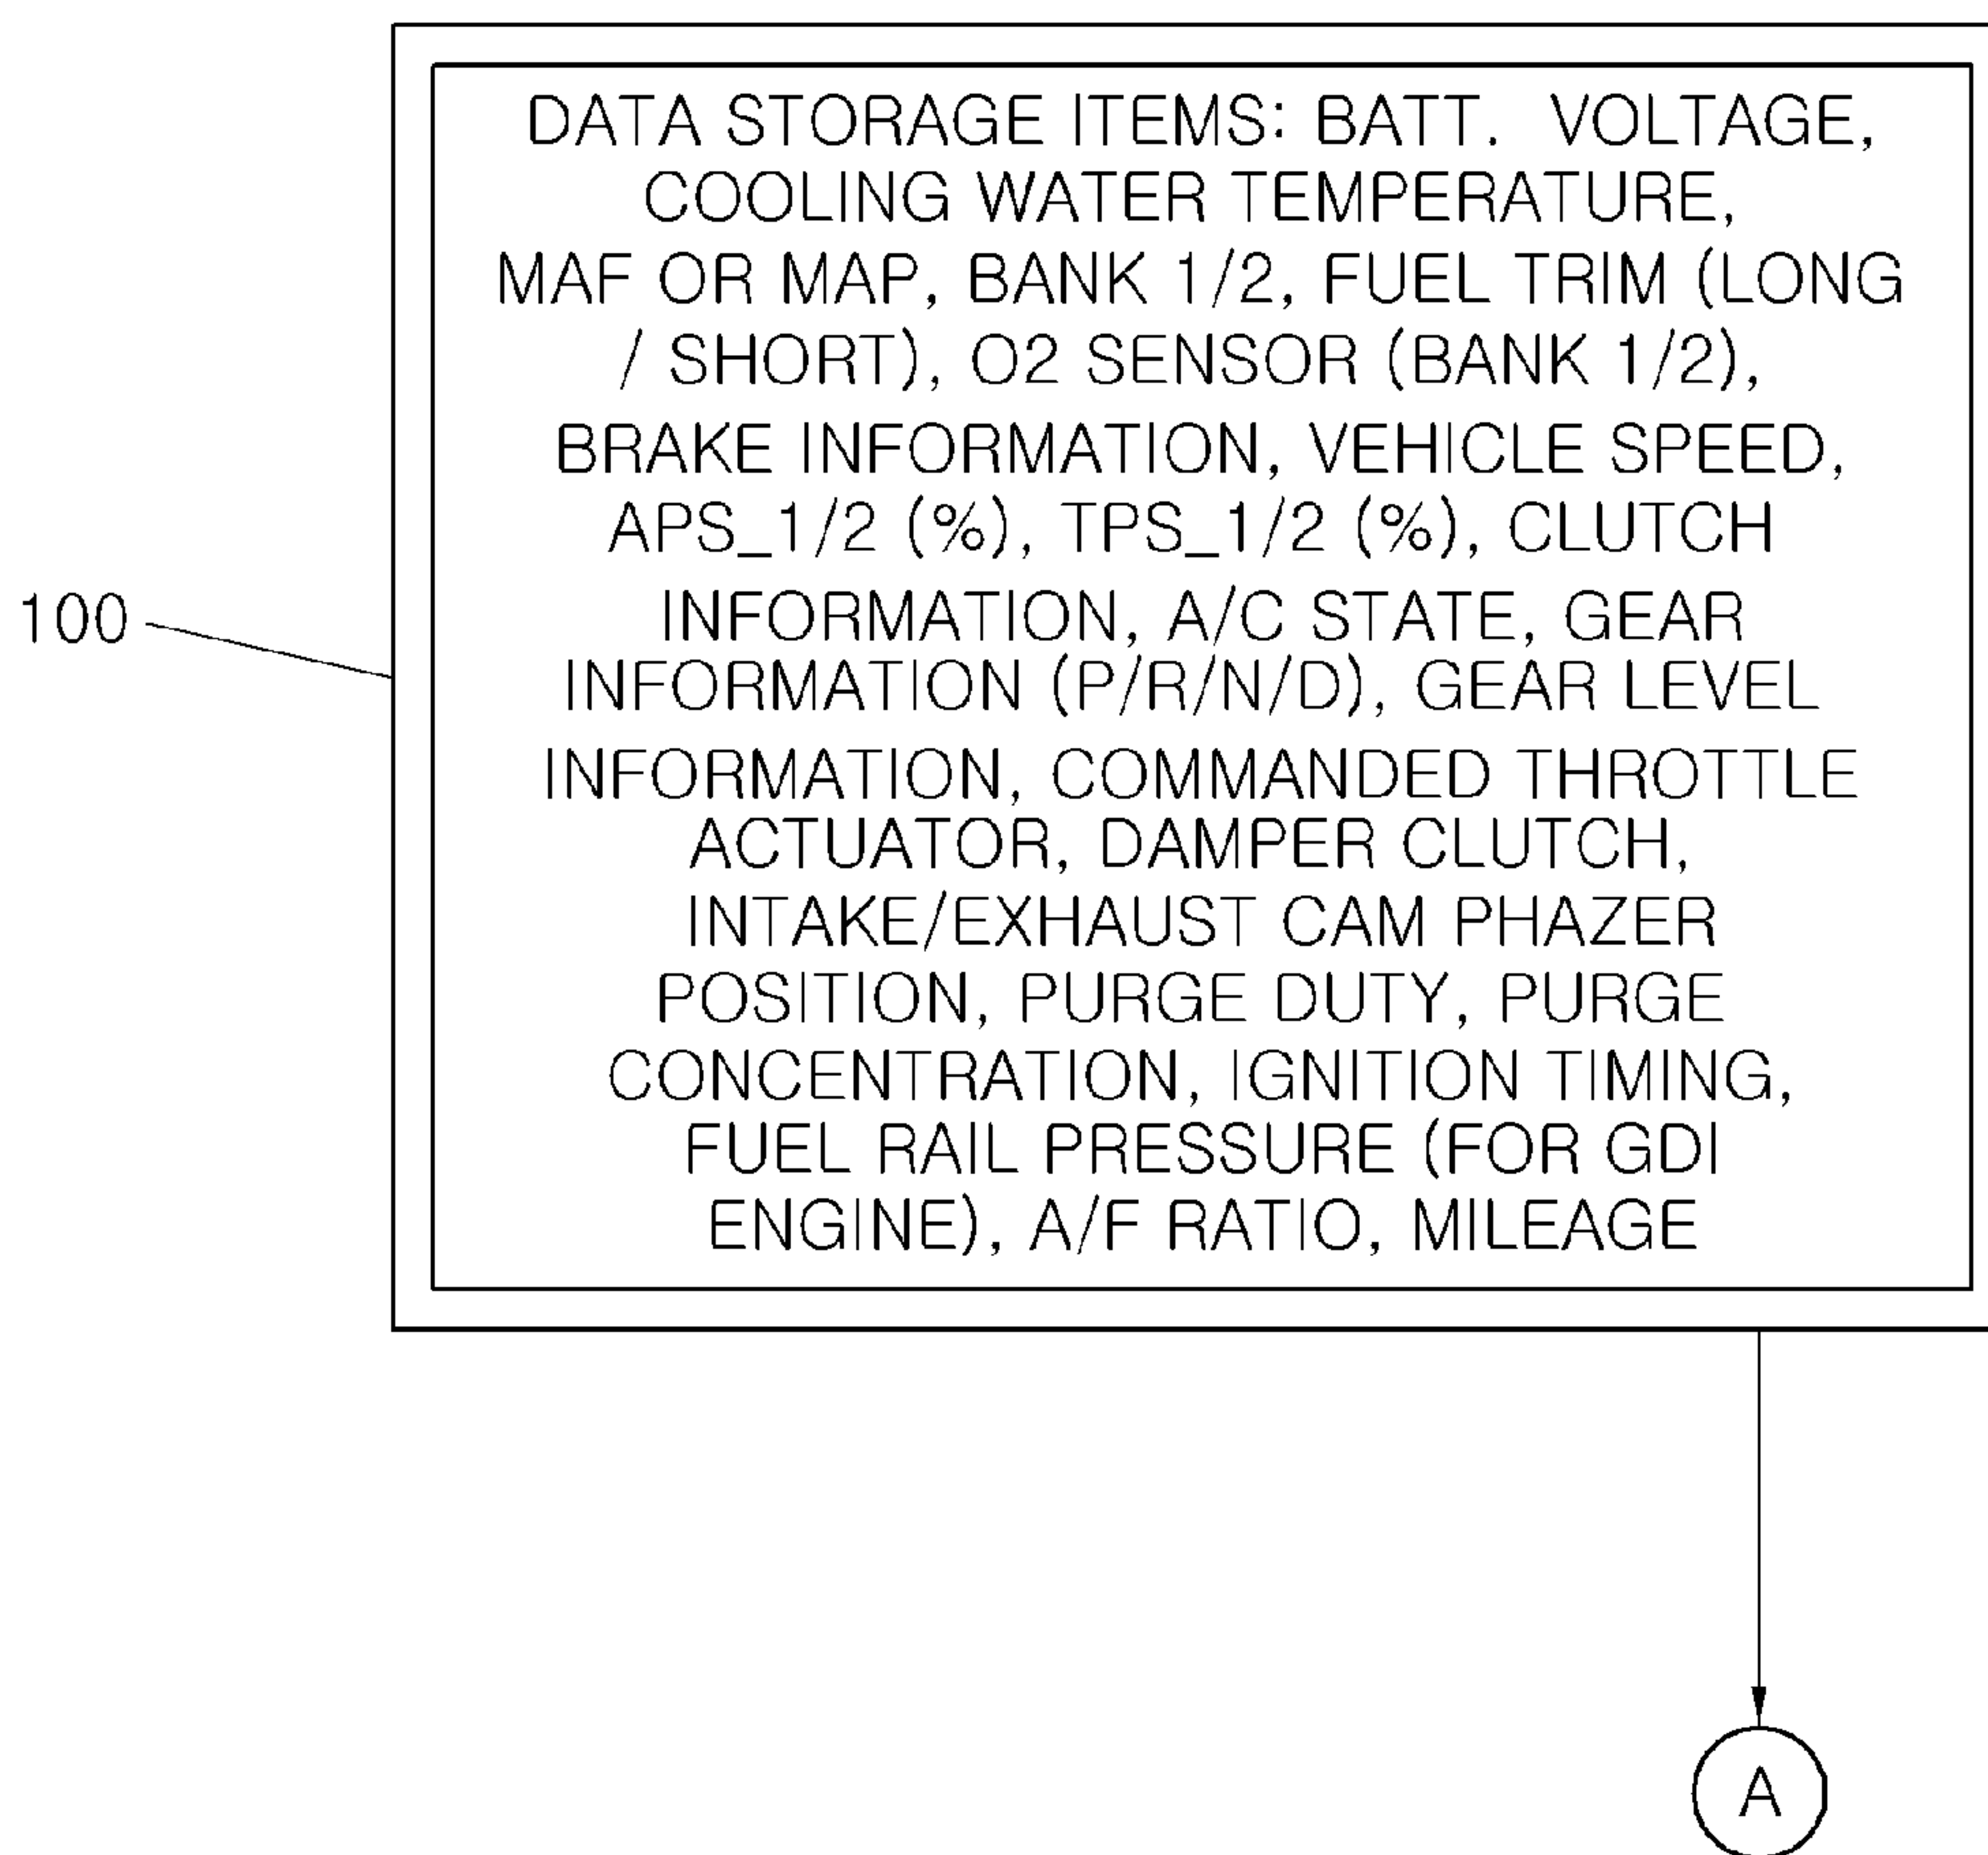 DATA STORAGE ITEMS: BATT. VOLTAGE,
COOLING WATER TEMPERATURE,
MAF OR MAP, BANK 1/2, FUEL TRIM (LONG
/ SHORT), O2 SENSOR (BANK 1/2),
BRAKE INFORMATION, VEHICLE SPEED,
APS_1/2 (%), TPS_1/2 (%), CLUTCH
INFORMATION, A/C STATE, GEAR
INFORMATION (P/R/N/D), GEAR LEVEL
INFORMATION, COMMANDED THROTTLE
ACTUATOR, DAMPER CLUTCH,
INTAKE/EXHAUST CAM PHAZER
POSITION, PURGE DUTY, PURGE
CONCENTRATION, IGNITION TIMING,
FUEL RAIL PRESSURE (FOR GDI
ENGINE), A/F RATIO, MILEAGE
100
A